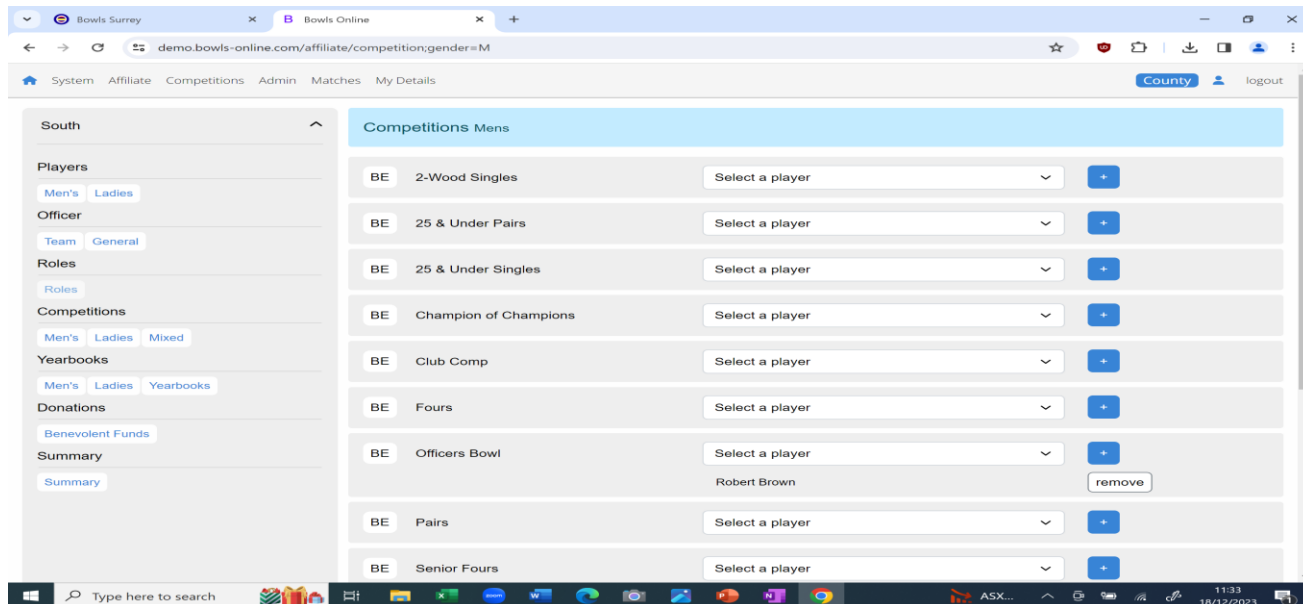 Bowls Surrey
B Bowls Online
demo.bowls-online.com/affiliate/competition;gender=M
System Affiliate Competitions Admin Matches My Details County logout
South
Players
Men's Ladies
Officer
Team General
Roles
Roles
Competitions
Men's Ladies Mixed
Yearbooks
Men's Ladies Yearbooks
Donations
Benevolent Funds
Summary
Summary
Competitions Mens
BE 2-Wood Singles Select a player +
BE 25 & Under Pairs Select a player +
BE 25 & Under Singles Select a player +
BE Champion of Champions Select a player +
BE Club Comp Select a player +
BE Fours Select a player +
BE Officers Bowl Select a player +
Robert Brown remove
BE Pairs Select a player +
BE Senior Fours Select a player +
Type here to search
zoom
ASX...
11:33
18/12/2023